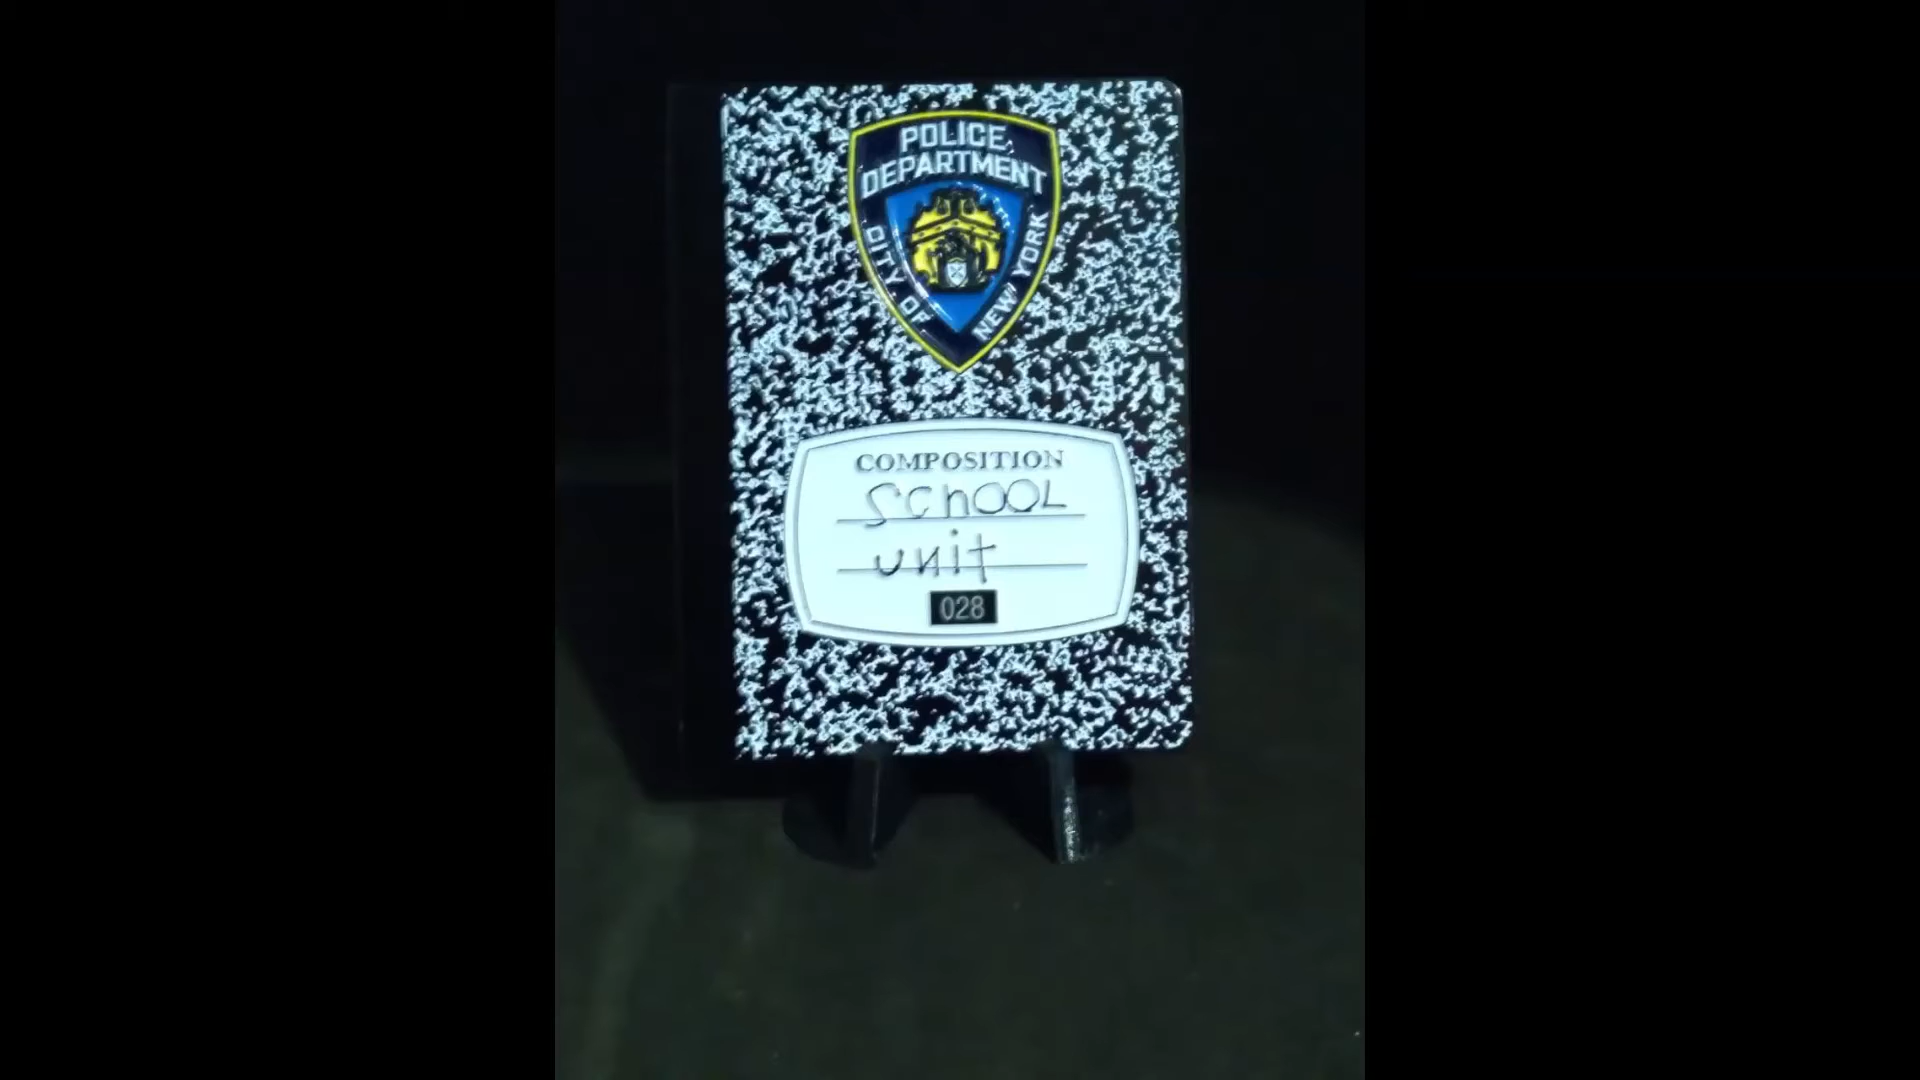 POLICE
DEPARTMENT
CITY OF
NEW YORK
COMPOSITION
SChOOL
unit
028